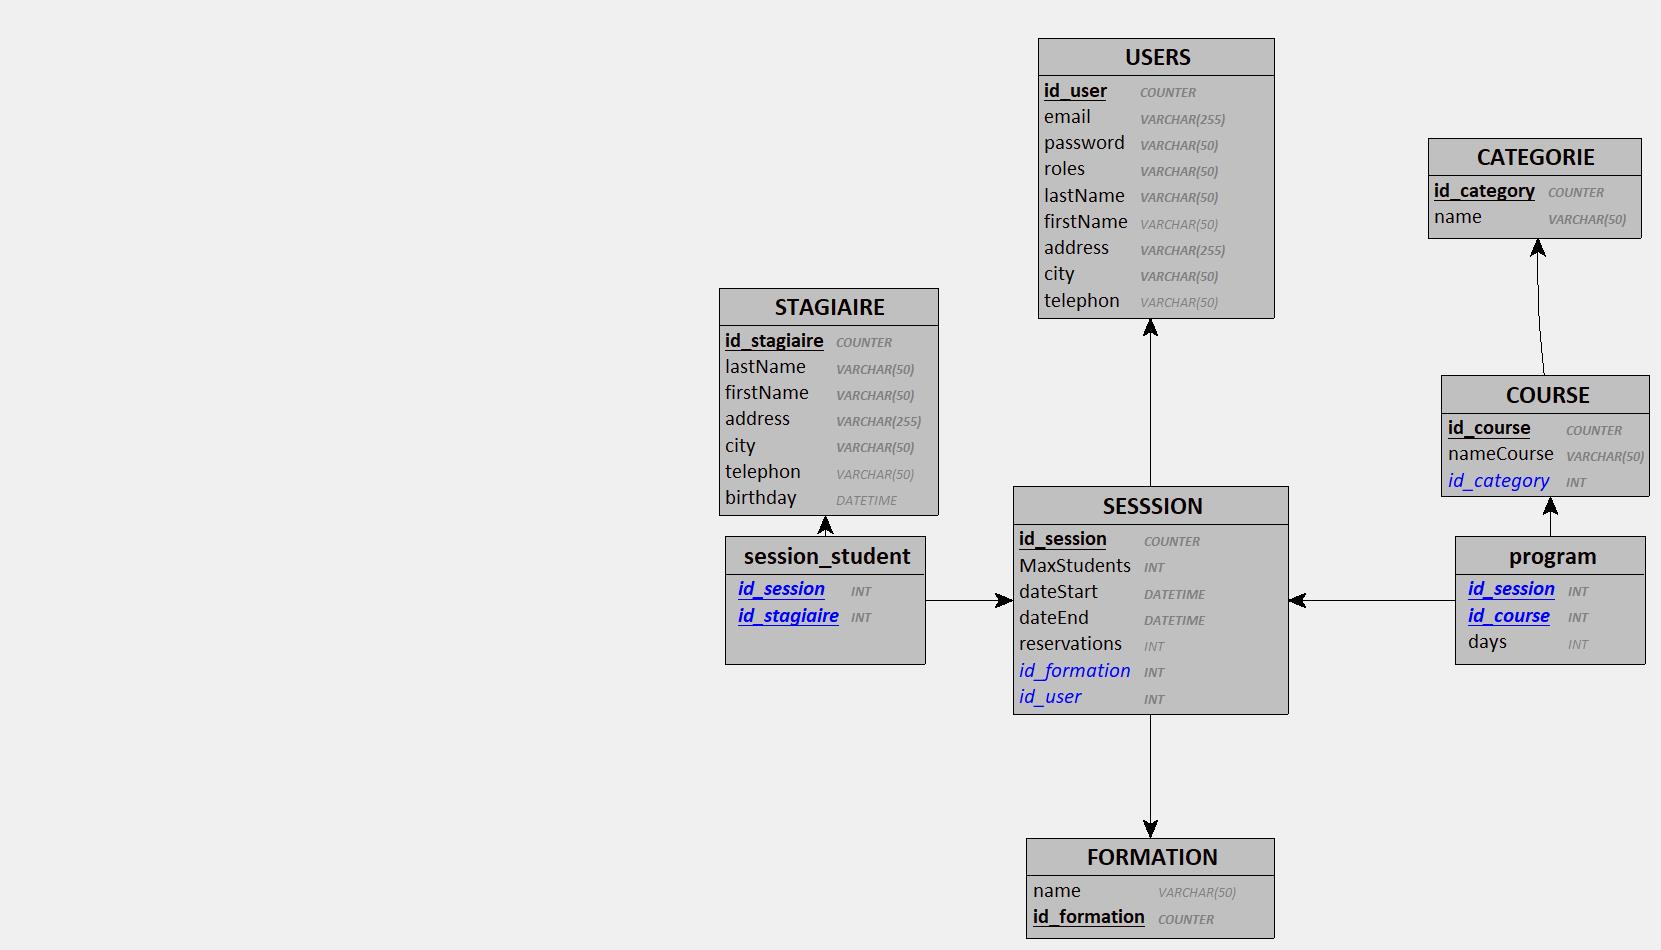 USERS
id_user COUNTER
email VARCHAR(255)
password VARCHAR(50)
roles VARCHAR(50)
lastName VARCHAR(50)
firstName VARCHAR(50)
address VARCHAR(255)
city VARCHAR(50)
telephon VARCHAR(50)
CATEGORIE
id_category COUNTER
name VARCHAR(50)
STAGIAIRE
id_stagiaire COUNTER
lastName VARCHAR(50)
firstName VARCHAR(50)
address VARCHAR(255)
city VARCHAR(50)
telephon VARCHAR(50)
birthday DATETIME
COURSE
id_course COUNTER
nameCourse VARCHAR(50)
id_category INT
session_student
id_session INT
id_stagiaire INT
SESSSION
id_session COUNTER
MaxStudents INT
dateStart DATETIME
dateEnd DATETIME
reservations INT
id_formation INT
id_user INT
program
id_session INT
id_course INT
days INT
FORMATION
name VARCHAR(50)
id_formation COUNTER